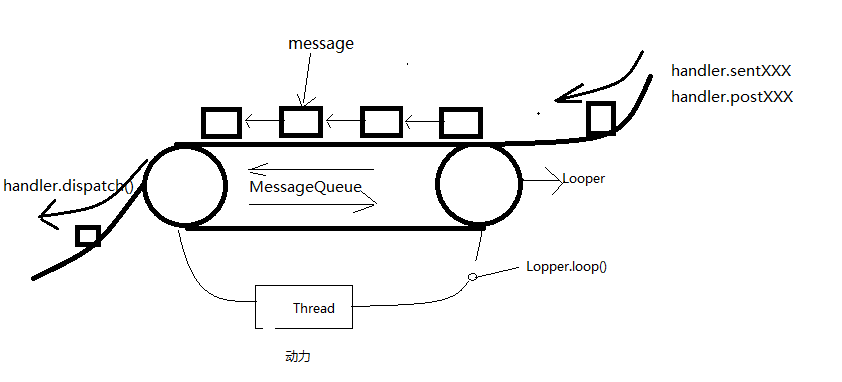 message
handler.sentXXX
handler.postXXX
handler.dispatch()
MessageQueue
Looper
Lopper.loop()
Thread
动力